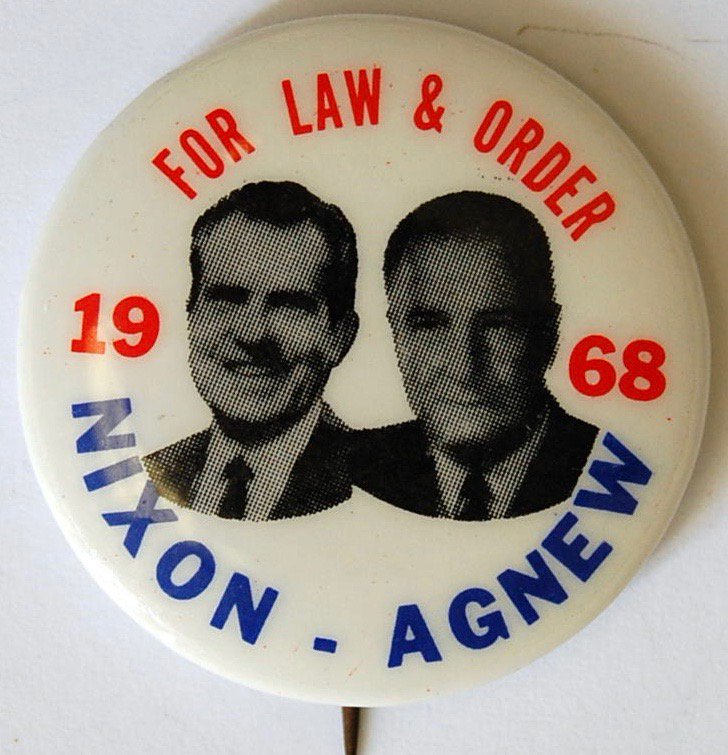 FOR LAW & ORDER
19 68
NIXON - AGNEW